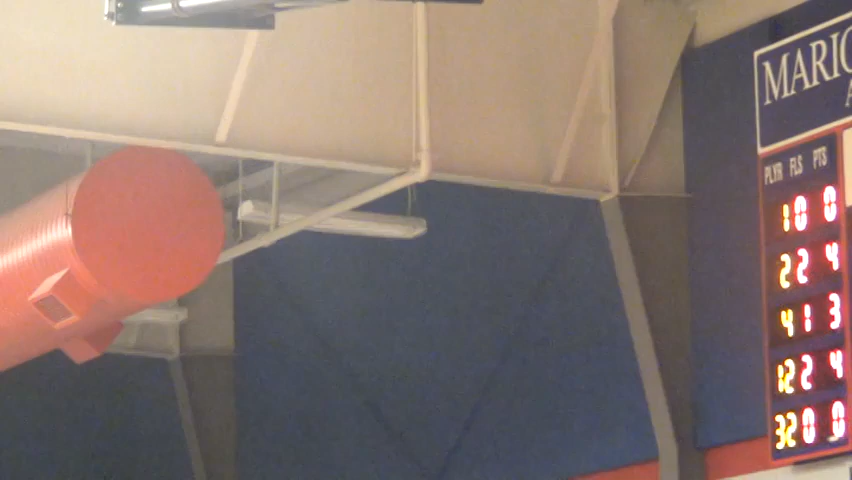 MARIO
A
PLYR FLS PTS
1 0 0
2 2 4
4 1 3
12 2 4
32 0 0